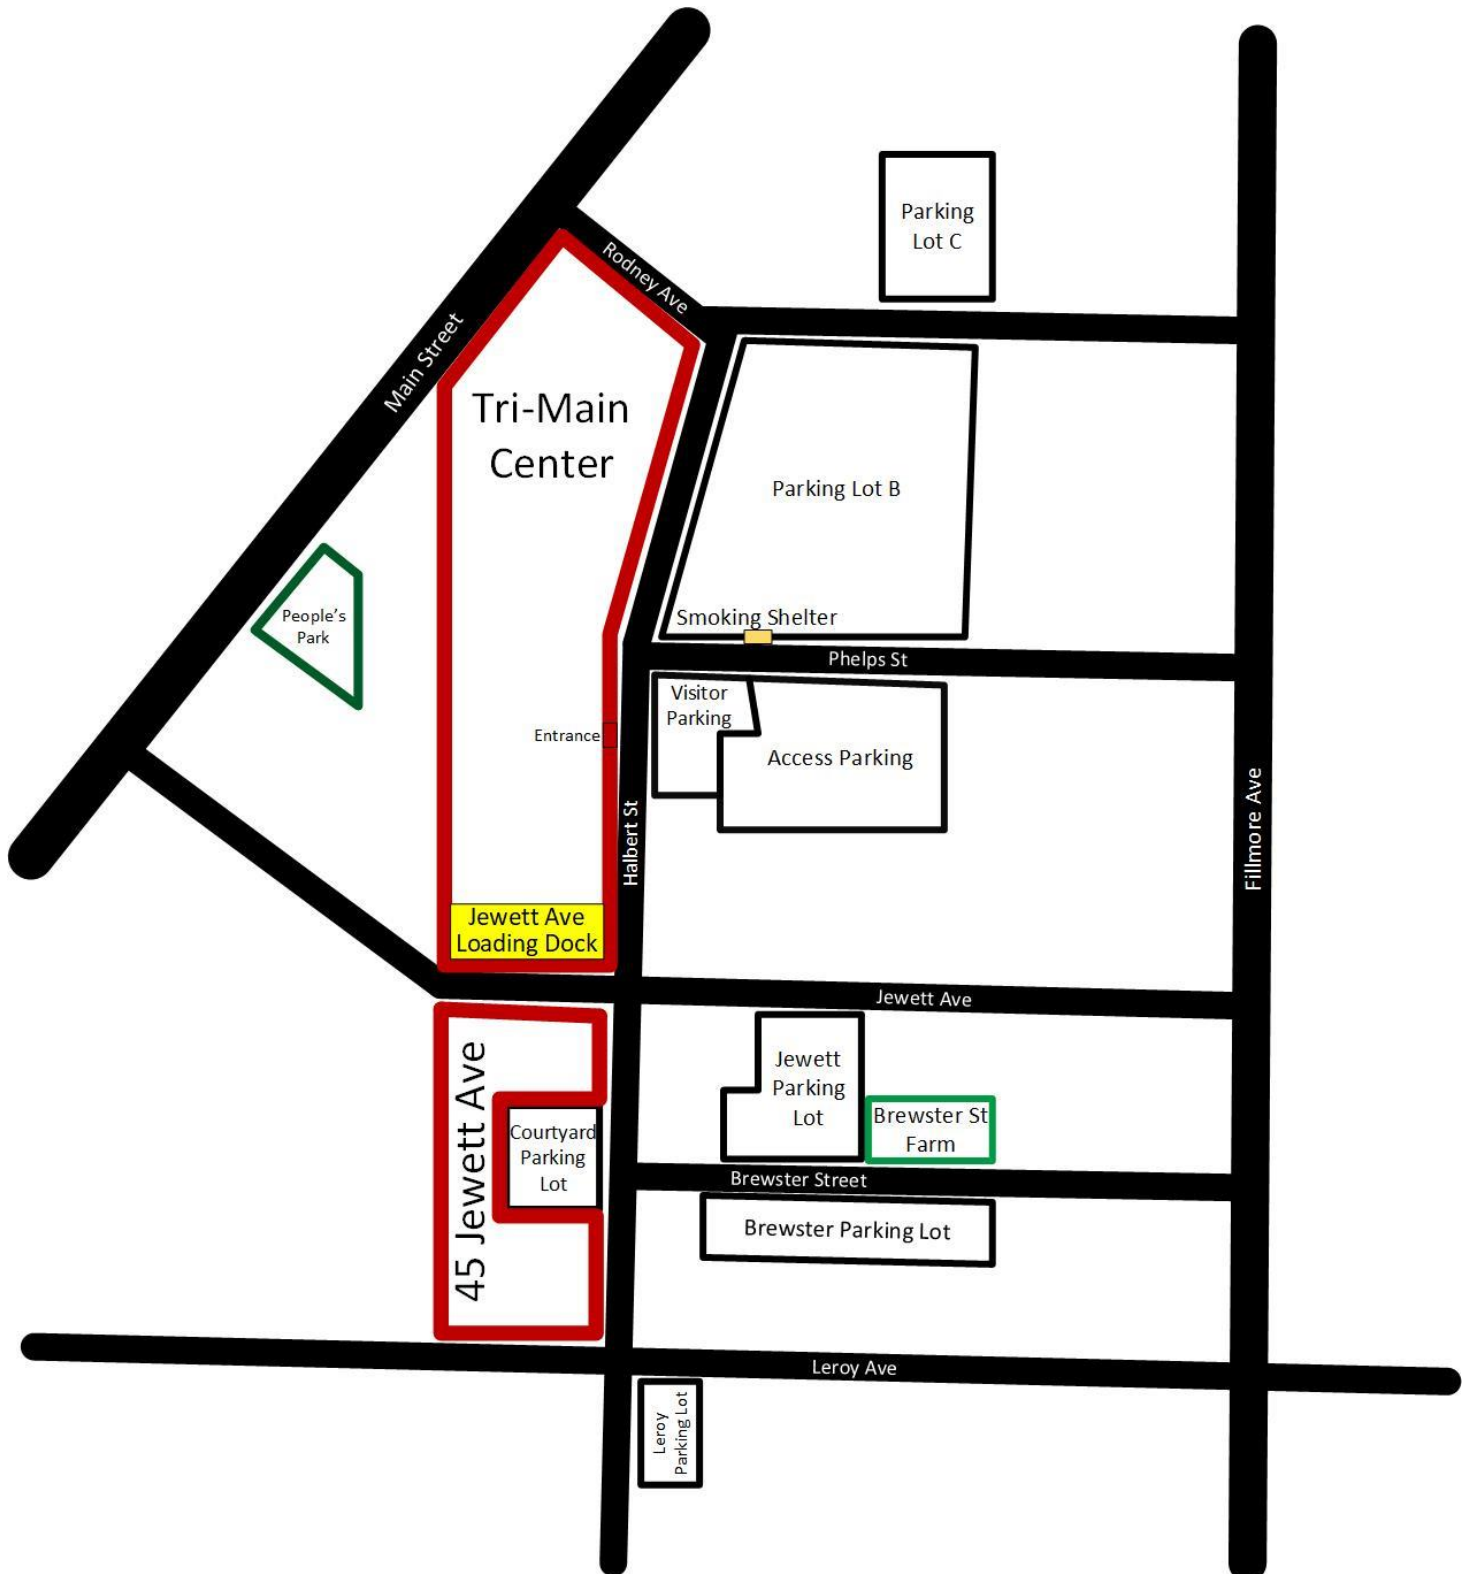 Parking
Lot C
Rodney Ave
Main Street
Tri-Main
Center
Parking Lot B
People's
Park
Smoking Shelter
Phelps St
Visitor
Parking
Entrance
Access Parking
Halbert St
Fillmore Ave
Jewett Ave
Loading Dock
Jewett Ave
45 Jewett Ave
Courtyard
Parking
Lot
Jewett
Parking
Lot
Brewster St
Farm
Brewster Street
Brewster Parking Lot
Leroy Ave
Leroy
Parking Lot